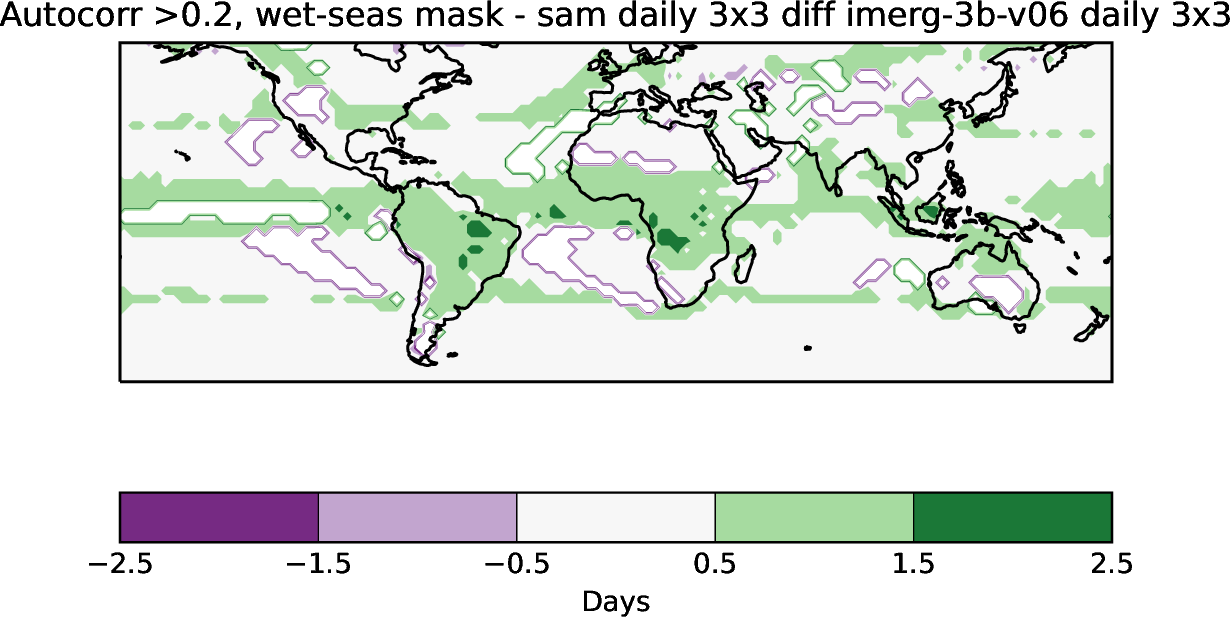 Autocorr >0.2, wet-seas mask - sam daily 3x3 diff imerg-3b-v06 daily 3x3
−2.5 −1.5 −0.5 0.5 1.5 2.5
Days